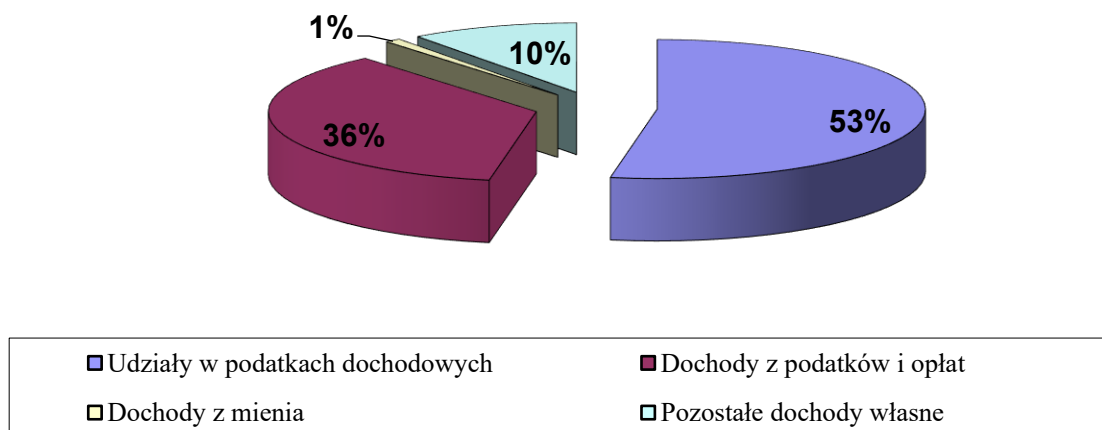 1%
10%
36%
53%
Udziały w podatkach dochodowych
Dochody z podatków i opłat
Dochody z mienia
Pozostałe dochody własne